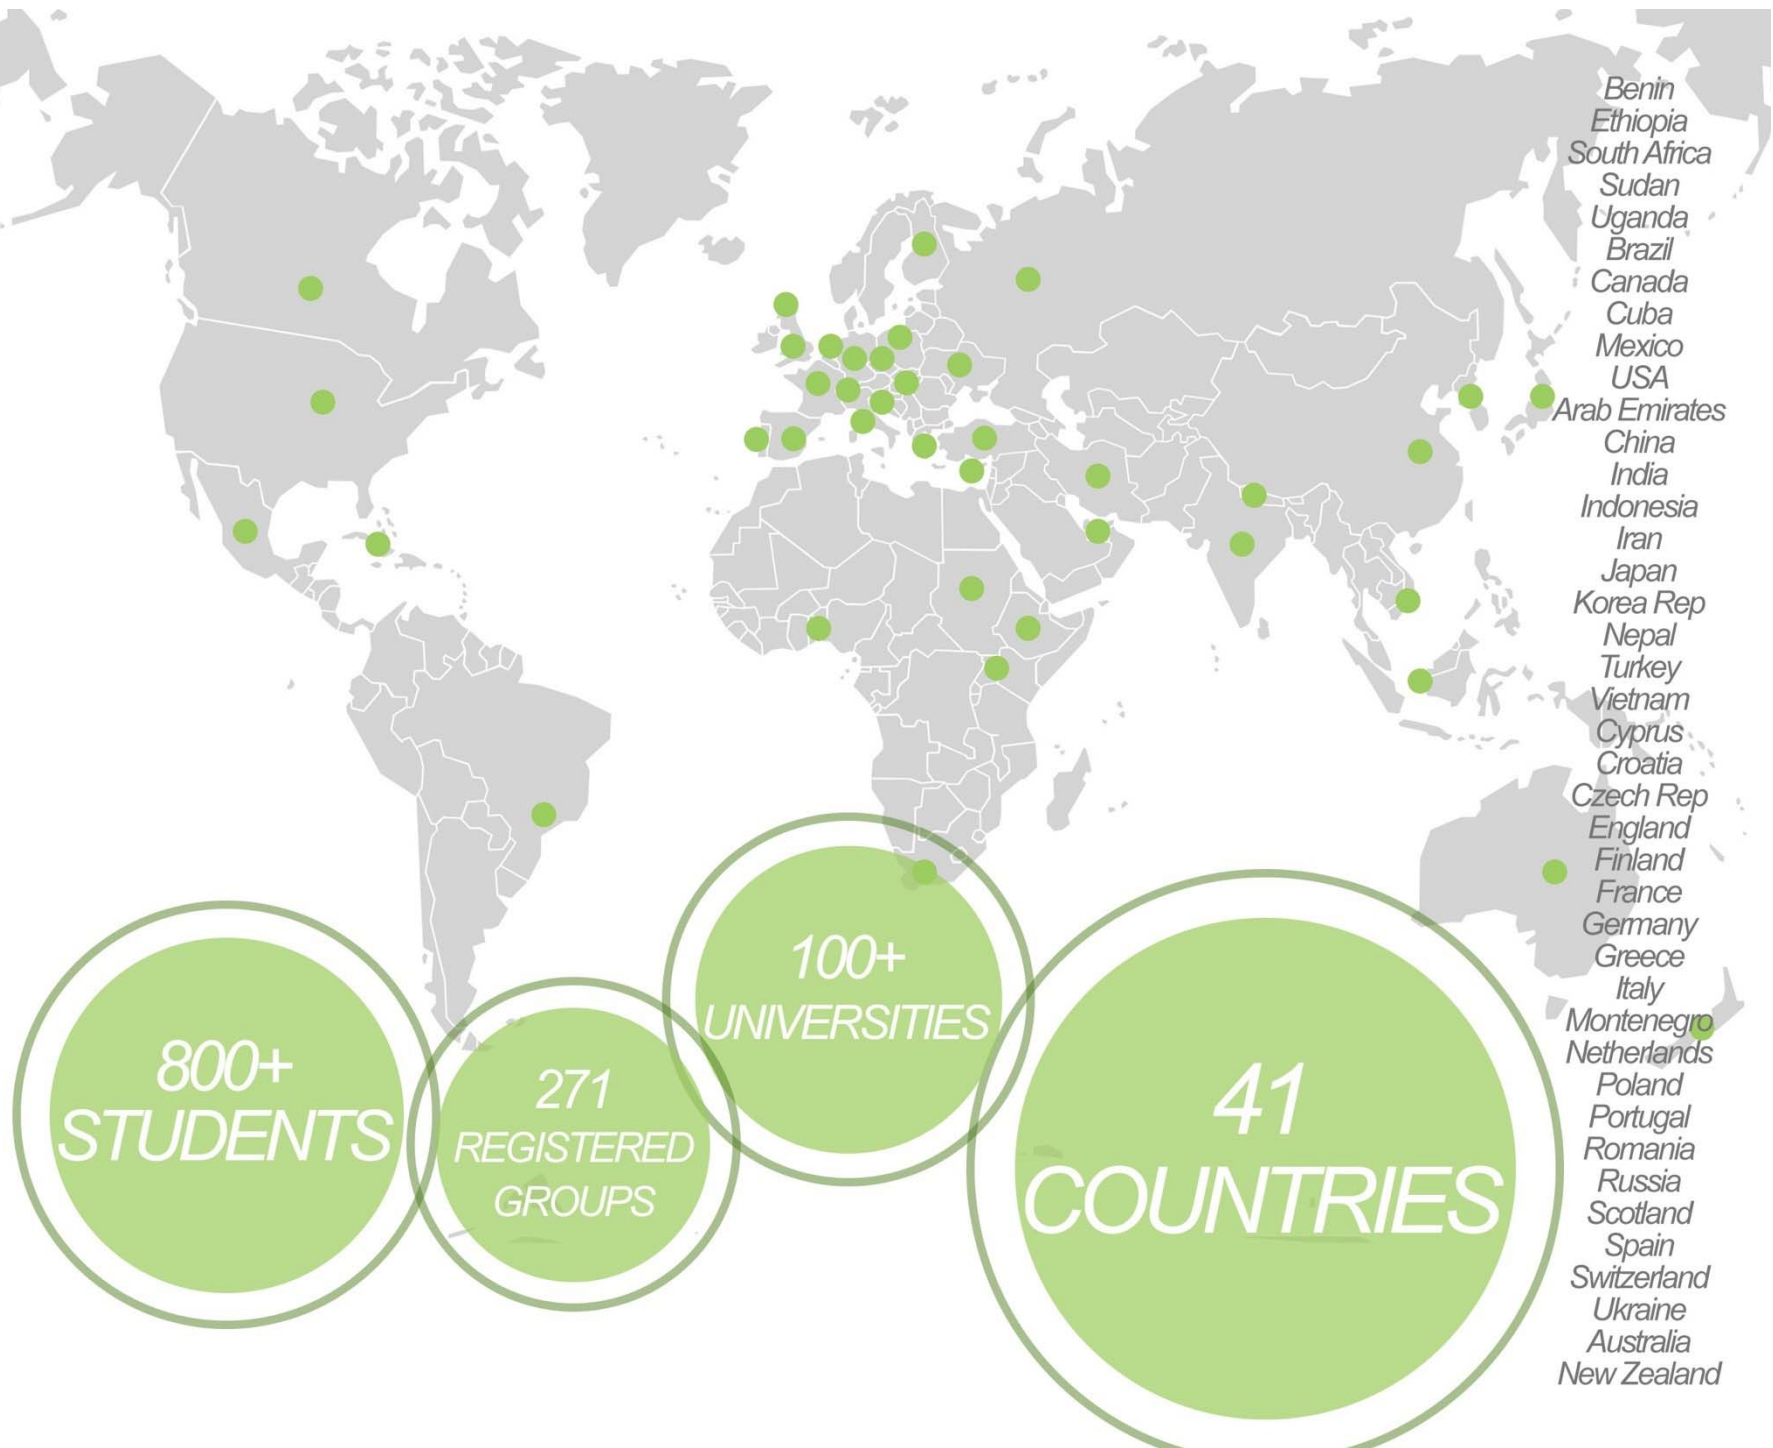 Benin
Ethiopia
South Africa
Sudan
Uganda
Brazil
Canada
Cuba
Mexico
USA
Arab Emirates
China
India
Indonesia
Iran
Japan
Korea Rep
Nepal
Turkey
Vietnam
Cyprus
Croatia
Czech Rep
England
Finland
France
Germany
Greece
Italy
Montenegro
Netherlands
Poland
Portugal
Romania
Russia
Scotland
Spain
Switzerland
Ukraine
Australia
New Zealand
800+
STUDENTS
271
REGISTERED
GROUPS
100+
UNIVERSITIES
41
COUNTRIES